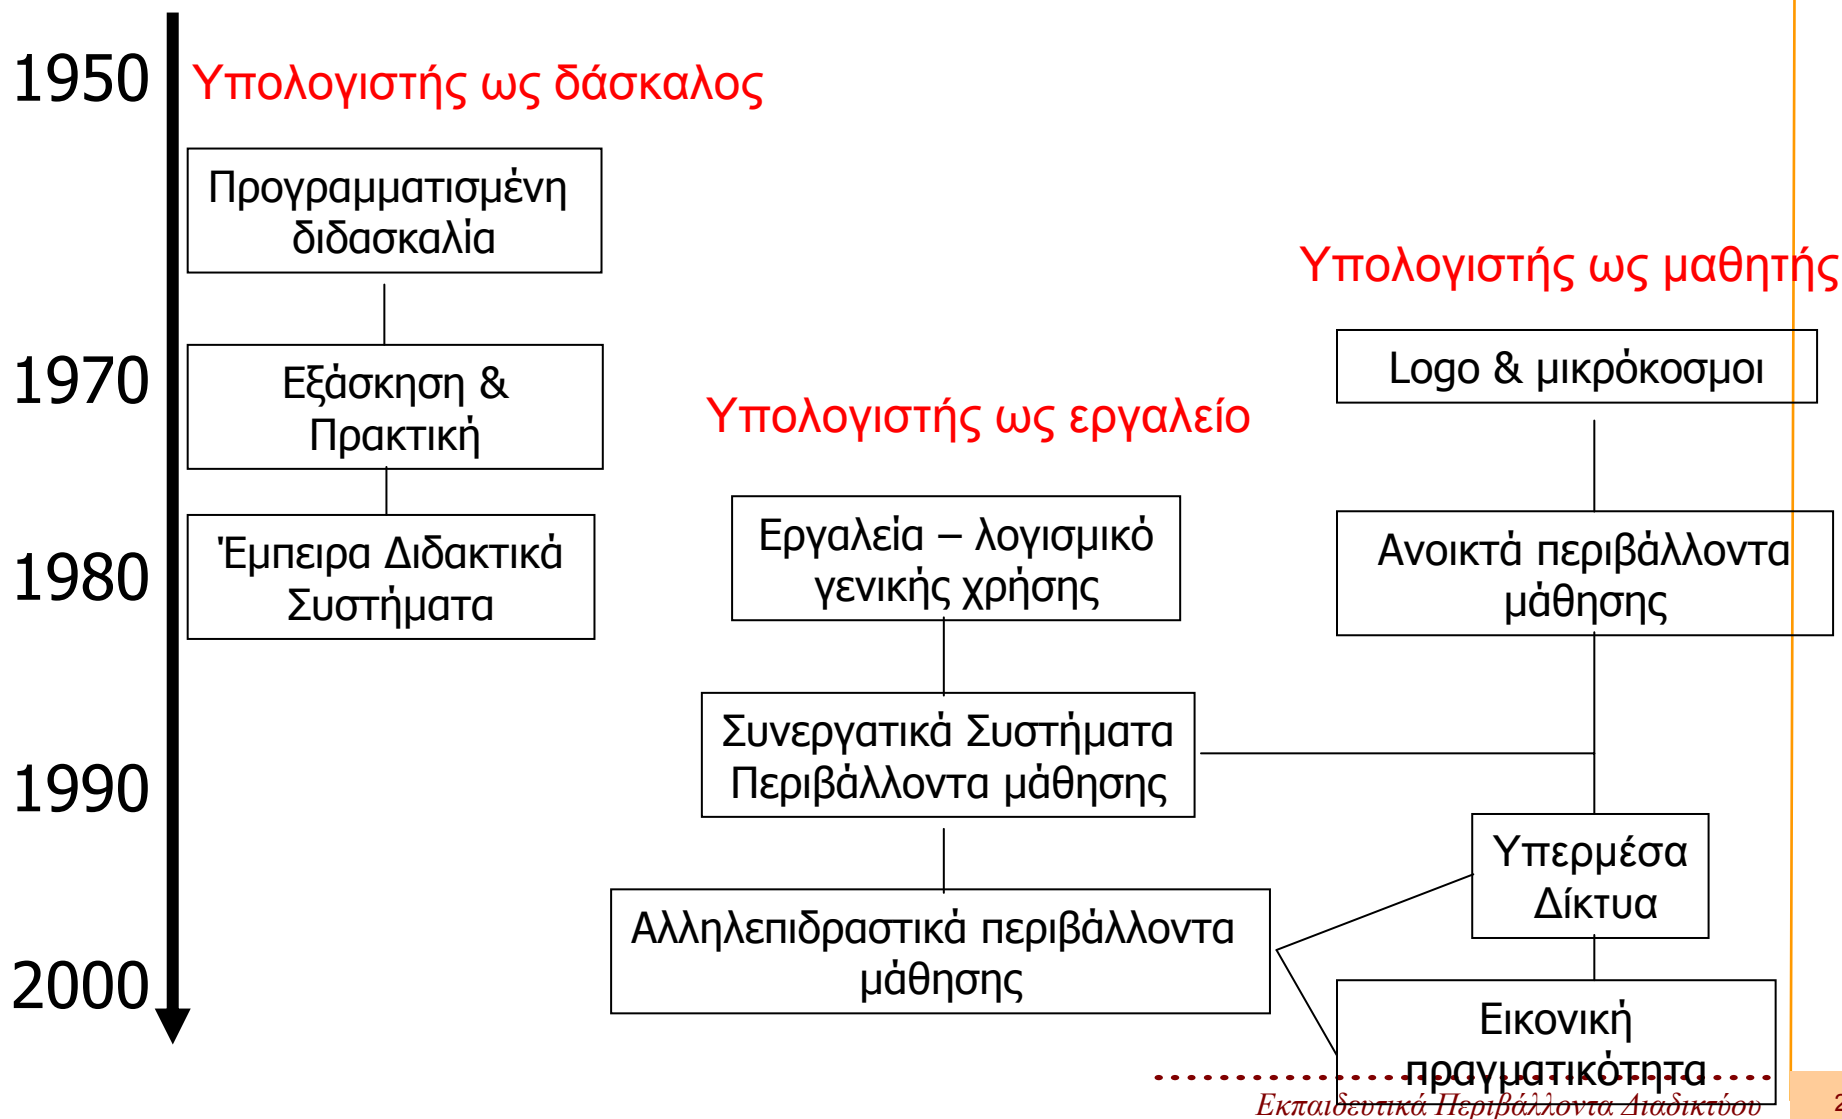 1950
Υπολογιστής ως δάσκαλος
Προγραμματισμένη
διδασκαλία
Υπολογιστής ως μαθητής
1970
Εξάσκηση &
Πρακτική
Logo & μικρόκοσμοι
Υπολογιστής ως εργαλείο
1980
Έμπειρα Διδακτικά
Συστήματα
Εργαλεία – λογισμικό
γενικής χρήσης
Ανοικτά περιβάλλοντα
μάθησης
1990
Συνεργατικά Συστήματα
Περιβάλλοντα μάθησης
Υπερμέσα
Δίκτυα
2000
Αλληλεπιδραστικά περιβάλλοντα
μάθησης
Εικονική
πραγματικότητα
Εκπαιδευτικά Περιβάλλοντα Διαδικτύου